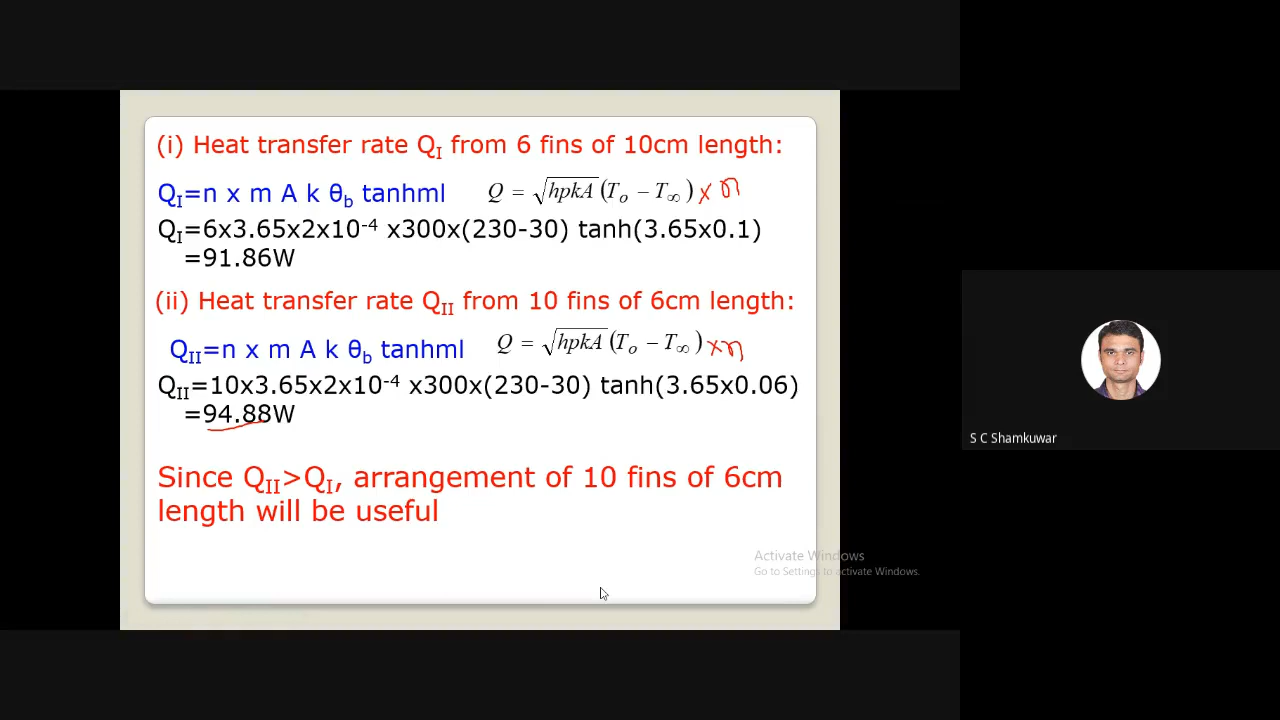 (i) Heat transfer rate QI from 6 fins of 10cm length:
QI=n x m A k θb tanhml Q = √hpkA (To − T∞) × n
QI=6x3.65x2x10-4 x300x(230-30) tanh(3.65x0.1)
=91.86W
(ii) Heat transfer rate QII from 10 fins of 6cm length:
QII=n x m A k θb tanhml Q = √hpkA (To − T∞) × n
QII=10x3.65x2x10-4 x300x(230-30) tanh(3.65x0.06)
=94.88W
Since QII>QI, arrangement of 10 fins of 6cm
length will be useful
Activate Windows
Go to Settings to activate Windows.
S C Shamkuwar